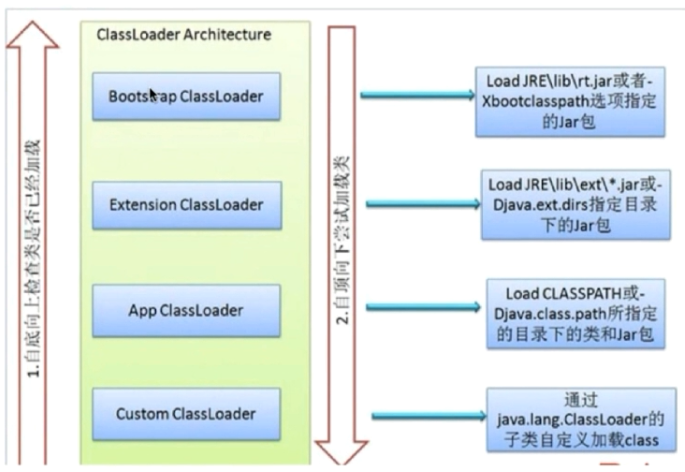 ClassLoader Architecture
Bootstrap ClassLoader
Extension ClassLoader
App ClassLoader
Custom ClassLoader
1.自底向上检查类是否已经加载
2.自顶向下尝试加载类
Load JRE\lib\rt.jar或者-
Xbootclasspath选项指定
的Jar包
Load JRE\lib\ext\*.jar或-
Djava.ext.dirs指定目录
下的Jar包
Load CLASSPATH或-
Djava.class.path所指定
的目录下的类和Jar包
通过
java.lang.ClassLoader的
子类自定义加载class